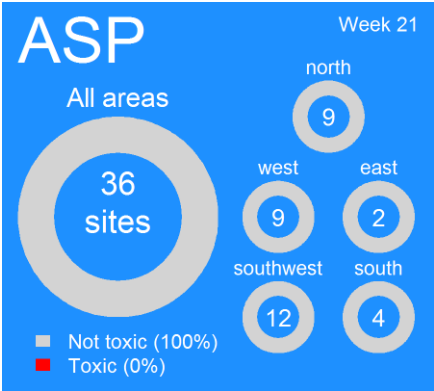 ASP
Week 21
All areas
36
sites
north
9
west
9
east
2
southwest
12
south
4
Not toxic (100%)
Toxic (0%)